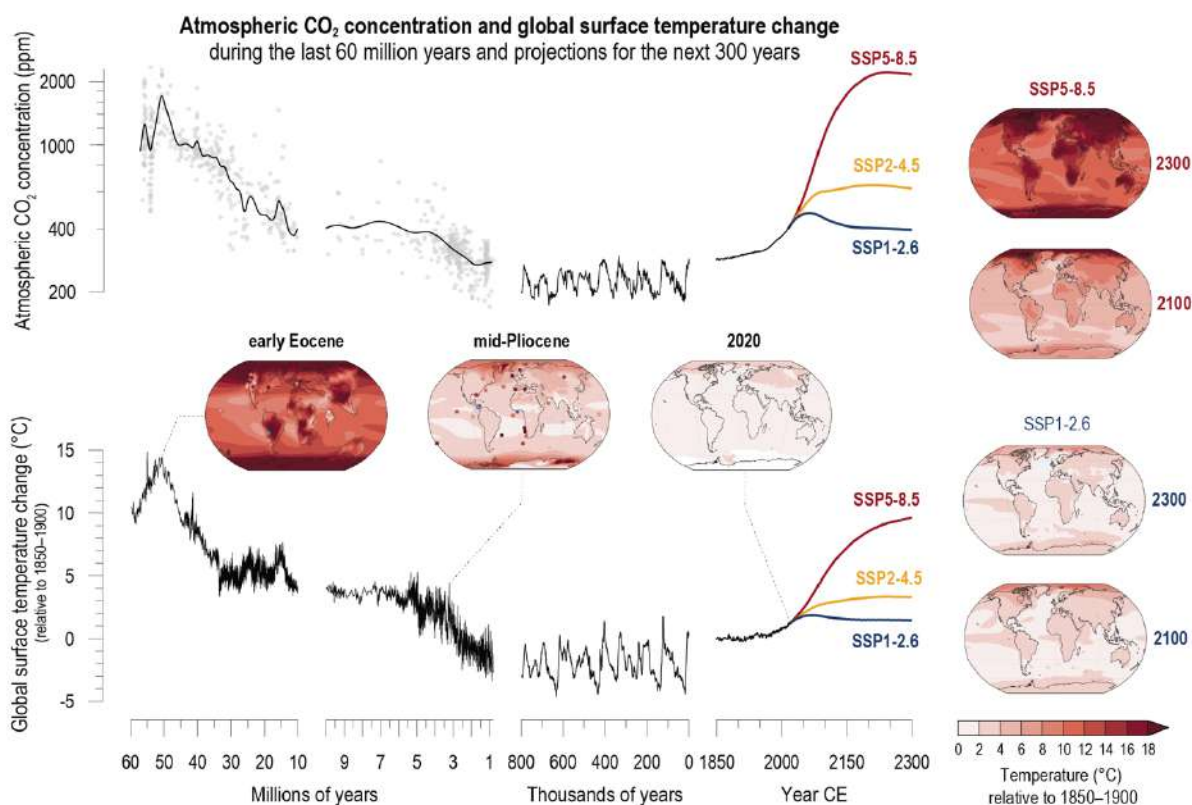 Atmospheric CO₂ concentration and global surface temperature change
during the last 60 million years and projections for the next 300 years
Atmospheric CO₂ concentration (ppm)
2000
1000
400
200
SSP5-8.5
SSP2-4.5
SSP1-2.6
SSP5-8.5
2300
2100
early Eocene
mid-Pliocene
2020
Global surface temperature change (°C)
(relative to 1850–1900)
15
10
5
0
-5
SSP5-8.5
SSP2-4.5
SSP1-2.6
SSP1-2.6
2300
2100
60 50 40 30 20 10
9 7 5 3 1
800 600 400 200 0
1850 2000 2150 2300
Millions of years
Thousands of years
Year CE
0 2 4 6 8 10 12 14 16 18
Temperature (°C)
relative to 1850–1900